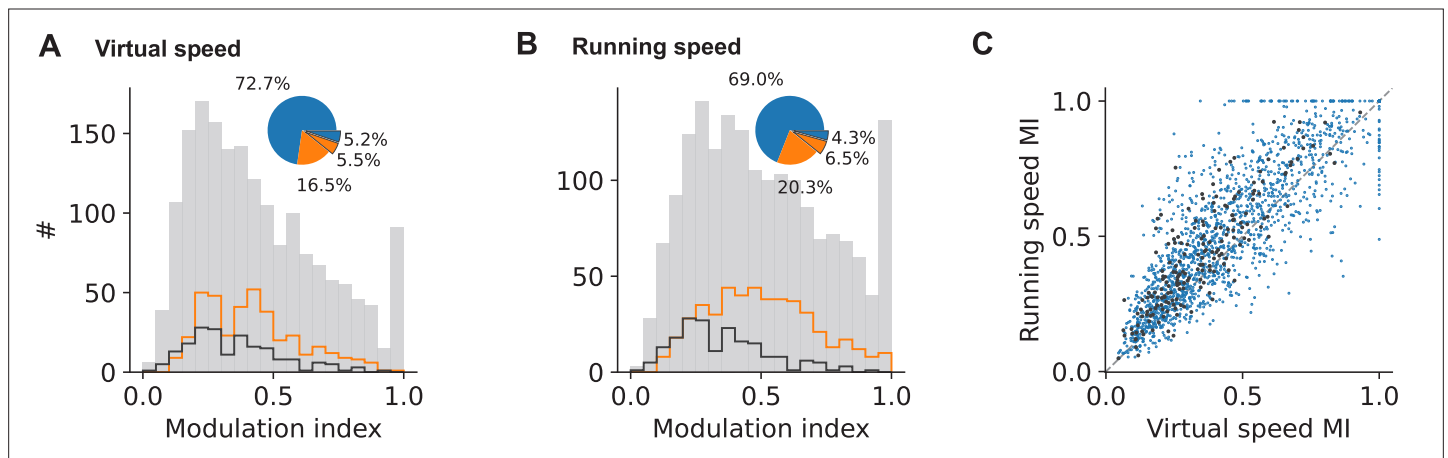 A Virtual speed
72.7%
5.2%
5.5%
16.5%
150
100
50
0
#
0.0 0.5 1.0
Modulation index
B Running speed
69.0%
4.3%
6.5%
20.3%
100
50
0
0.0 0.5 1.0
Modulation index
C
1.0
0.5
0.0
Running speed MI
0.0 0.5 1.0
Virtual speed MI